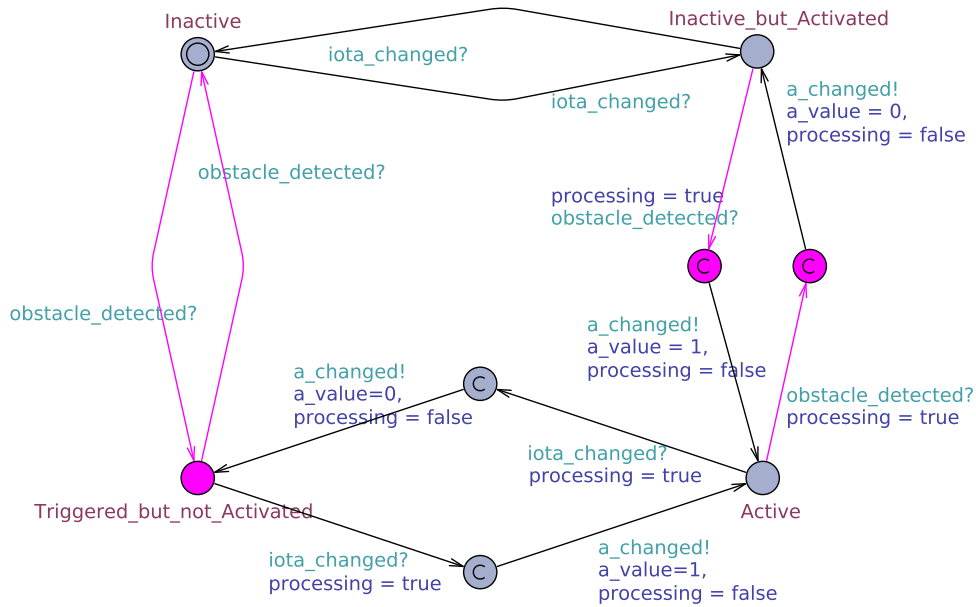 Inactive
Inactive_but_Activated
iota_changed?
iota_changed?
a_changed!
a_value = 0,
processing = false
obstacle_detected?
processing = true
obstacle_detected?
C
C
obstacle_detected?
a_changed!
a_value = 1,
processing = false
a_changed!
a_value=0,
processing = false
C
obstacle_detected?
processing = true
iota_changed?
processing = true
Triggered_but_not_Activated
Active
iota_changed?
processing = true
C
a_changed!
a_value=1,
processing = false